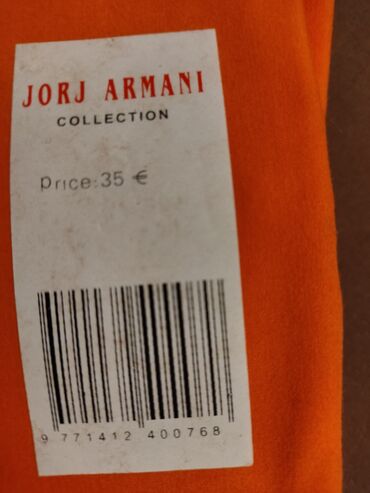 JORJ ARMANI
COLLECTION
Price:35 €
9 771412 400768